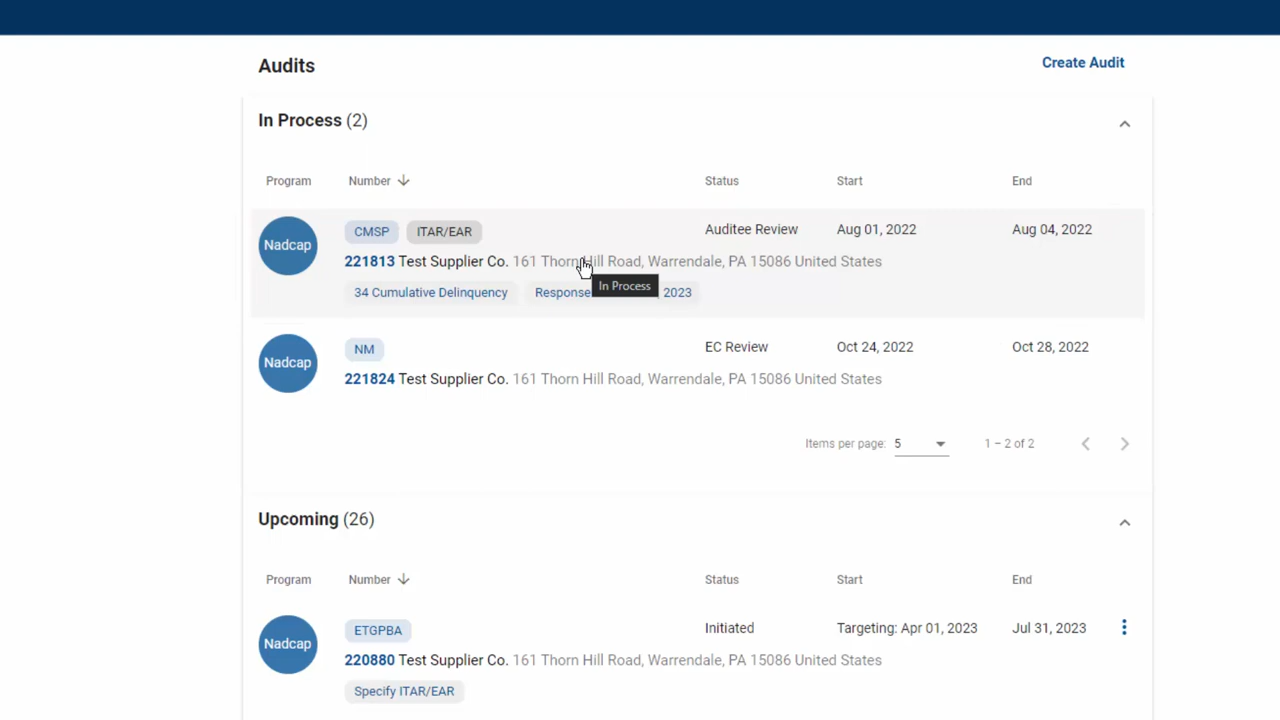 Audits
Create Audit
In Process (2)
Program Number Status Start End
Nadcap
CMSP ITAR/EAR Auditee Review Aug 01, 2022 Aug 04, 2022
221813 Test Supplier Co. 161 Thorn Hill Road, Warrendale, PA 15086 United States
In Process
34 Cumulative Delinquency Response 2023
Nadcap
NM EC Review Oct 24, 2022 Oct 28, 2022
221824 Test Supplier Co. 161 Thorn Hill Road, Warrendale, PA 15086 United States
Items per page: 5 1 – 2 of 2
Upcoming (26)
Program Number Status Start End
Nadcap
ETGPBA Initiated Targeting: Apr 01, 2023 Jul 31, 2023
220880 Test Supplier Co. 161 Thorn Hill Road, Warrendale, PA 15086 United States
Specify ITAR/EAR